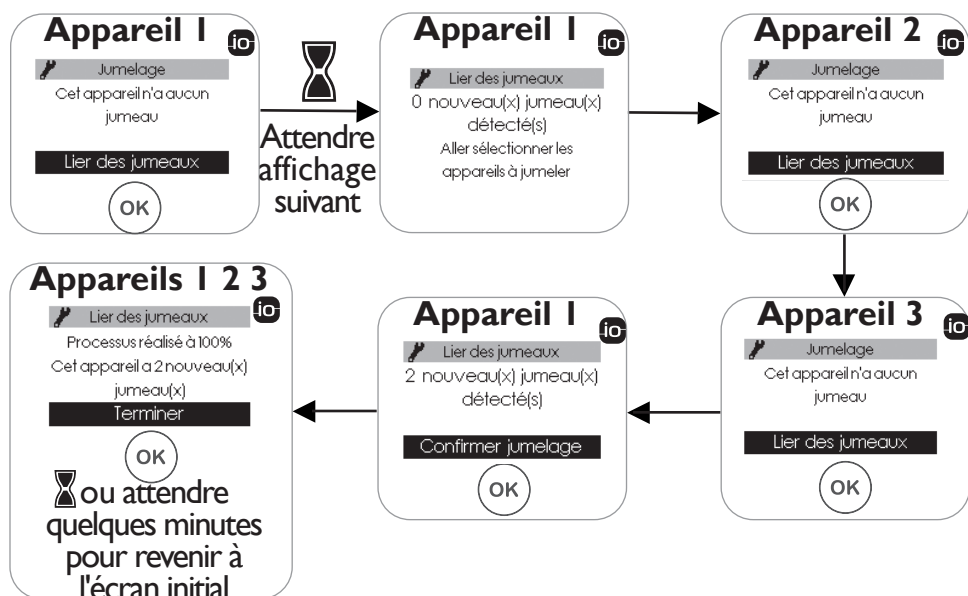 Appareil 1
io
Jumelage
Cet appareil n'a aucun
jumeau
Lier des jumeaux
OK
Attendre
affichage
suivant
Appareil 1
io
Lier des jumeaux
0 nouveau(x) jumeau(x)
détecté(s)
Aller sélectionner les
appareils à jumeler
Appareil 2
io
Jumelage
Cet appareil n'a aucun
jumeau
Lier des jumeaux
OK
Appareil 3
io
Jumelage
Cet appareil n'a aucun
jumeau
Lier des jumeaux
OK
Appareil 1
io
Lier des jumeaux
2 nouveau(x) jumeau(x)
détecté(s)
Confirmer jumelage
OK
Appareils 1 2 3
io
Lier des jumeaux
Processus réalisé à 100%
Cet appareil a 2 nouveau(x)
jumeau(x)
Terminer
OK
ou attendre
quelques minutes
pour revenir à
l'écran initial